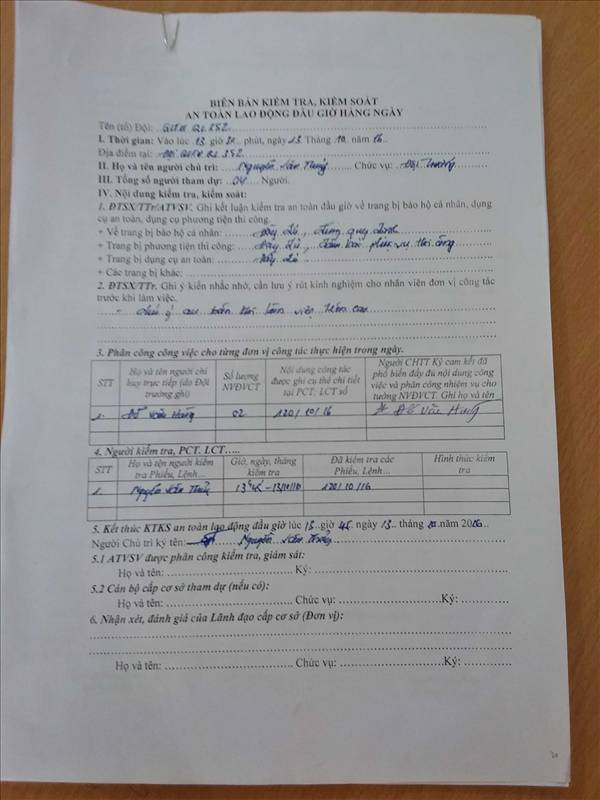 BIÊN BẢN KIỂM TRA, KIỂM SOÁT
AN TOÀN LAO ĐỘNG ĐẦU GIỜ HÀNG NGÀY
Tên (tổ) Đội:
I. Thời gian: Vào lúc 13 giờ 30 phút, ngày 13 Tháng 10 năm 16
Địa điểm tại:
II. Họ và tên người chủ trì: Nguyễn Văn Chức vụ: Đội trưởng
III. Tổng số người tham dự: 04 Người.
IV. Nội dung kiểm tra, kiểm soát:
1. ĐTSX/TTr/ATVSV. Ghi kết luận kiểm tra an toàn đầu giờ về trang bị bảo hộ cá nhân, dụng
cụ an toàn, dụng cụ phương tiện thi công.
+ Về trang bị bảo hộ cá nhân: Đầy đủ, đúng quy định
+ Trang bị phương tiện thi công: Đầy đủ, đảm bảo phục vụ thi công
+ Trang bị dụng cụ an toàn: Đầy đủ
+ Các trang bị khác:
2. ĐTSX/TTr. Ghi ý kiến nhắc nhở, cần lưu ý rút kinh nghiệm cho nhân viên đơn vị công tác
trước khi làm việc.
- Chú ý an toàn khi làm việc trên cao
3. Phân công công việc cho từng đơn vị công tác thực hiện trong ngày.
STT Họ và tên người chỉ huy trực tiếp (do Đội trưởng ghi) Số lượng NVĐVCT Nội dung công tác được ghi cụ thể chi tiết tại PCT, LCT số Người CHTT Ký cam kết đã phổ biến đầy đủ nội dung công việc và phân công nhiệm vụ cho từng NVĐVCT. Ghi họ và tên
1. Đỗ Văn Hùng 02 120/10/16 Đỗ Văn Hùng
4. Người kiểm tra, PCT, LCT.....
STT Họ và tên người kiểm tra Phiếu, Lệnh... Giờ, ngày, tháng kiểm tra Đã kiểm tra các Phiếu, Lệnh... Hình thức kiểm tra
1. Nguyễn Văn 13h45 - 13/10/16 120/10/16
5. Kết thúc KTKS an toàn lao động đầu giờ lúc 13 giờ 45 ngày 13 tháng 10 năm 2016
Người Chủ trì ký tên: Nguyễn Văn
5.1 ATVSV được phân công kiểm tra, giám sát:
Họ và tên: Ký:
5.2 Cán bộ cấp cơ sở tham dự (nếu có):
Họ và tên: Chức vụ: Ký:
6. Nhận xét, đánh giá của Lãnh đạo cấp cơ sở (Đơn vị):
Họ và tên: Chức vụ: Ký: